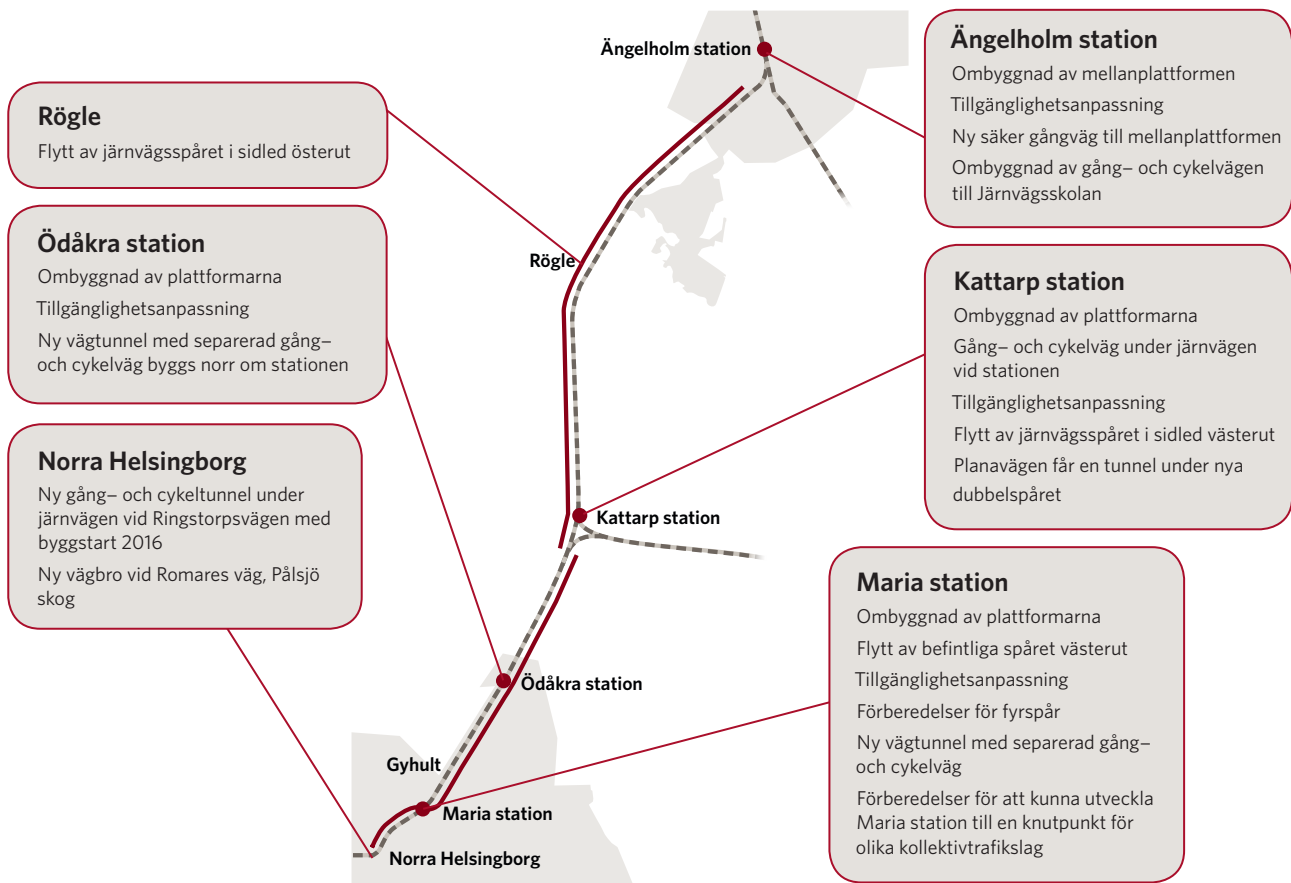 Ängelholm station
Ängelholm station
Ombyggnad av mellanplattformen
Tillgänglighetsanpassning
Ny säker gångväg till mellanplattformen
Ombyggnad av gång– och cykelvägen
till Järnvägsskolan
Rögle
Flytt av järnvägsspåret i sidled österut
Ödåkra station
Ombyggnad av plattformarna
Tillgänglighetsanpassning
Ny vägtunnel med separerad gång–
och cykelväg byggs norr om stationen
Rögle
Kattarp station
Ombyggnad av plattformarna
Gång– och cykelväg under järnvägen
vid stationen
Tillgänglighetsanpassning
Flytt av järnvägsspåret i sidled västerut
Planavägen får en tunnel under nya
dubbelspåret
Norra Helsingborg
Ny gång– och cykeltunnel under
järnvägen vid Ringstorpsvägen med
byggstart 2016
Ny vägbro vid Romares väg, Pålsjö
skog
Kattarp station
Maria station
Ombyggnad av plattformarna
Flytt av befintliga spåret västerut
Tillgänglighetsanpassning
Förberedelser för fyrspår
Ny vägtunnel med separerad gång–
och cykelväg
Förberedelser för att kunna utveckla
Maria station till en knutpunkt för
olika kollektivtrafikslag
Ödåkra station
Gyhult
Maria station
Norra Helsingborg